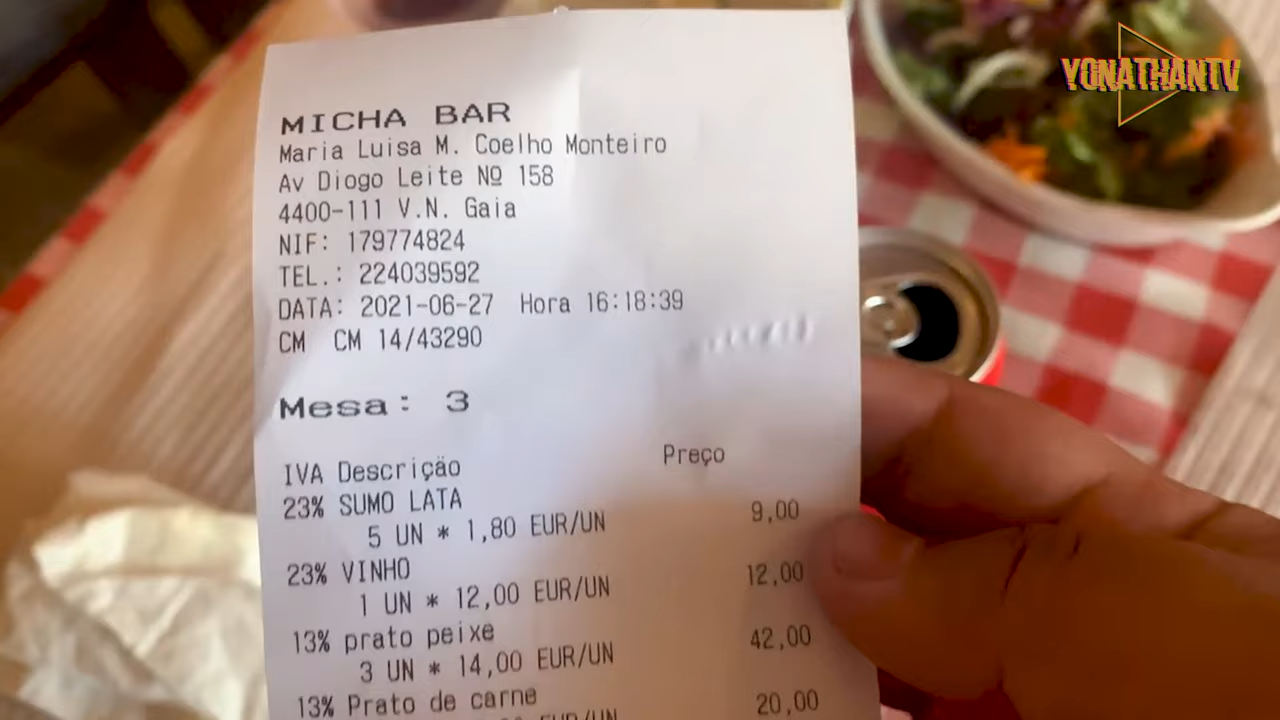 YONATHANTV
MICHA BAR
Maria Luisa M. Coelho Monteiro
Av Diogo Leite Nº 158
4400-111 V.N. Gaia
NIF: 179774824
TEL.: 224039592
DATA: 2021-06-27 Hora 16:18:39
CM CM 14/43290
Mesa: 3
IVA Descrição Preço
23% SUMO LATA
5 UN * 1,80 EUR/UN 9,00
23% VINHO
1 UN * 12,00 EUR/UN 12,00
13% prato peixe
3 UN * 14,00 EUR/UN 42,00
13% Prato de carne
EUR/UN 20,00